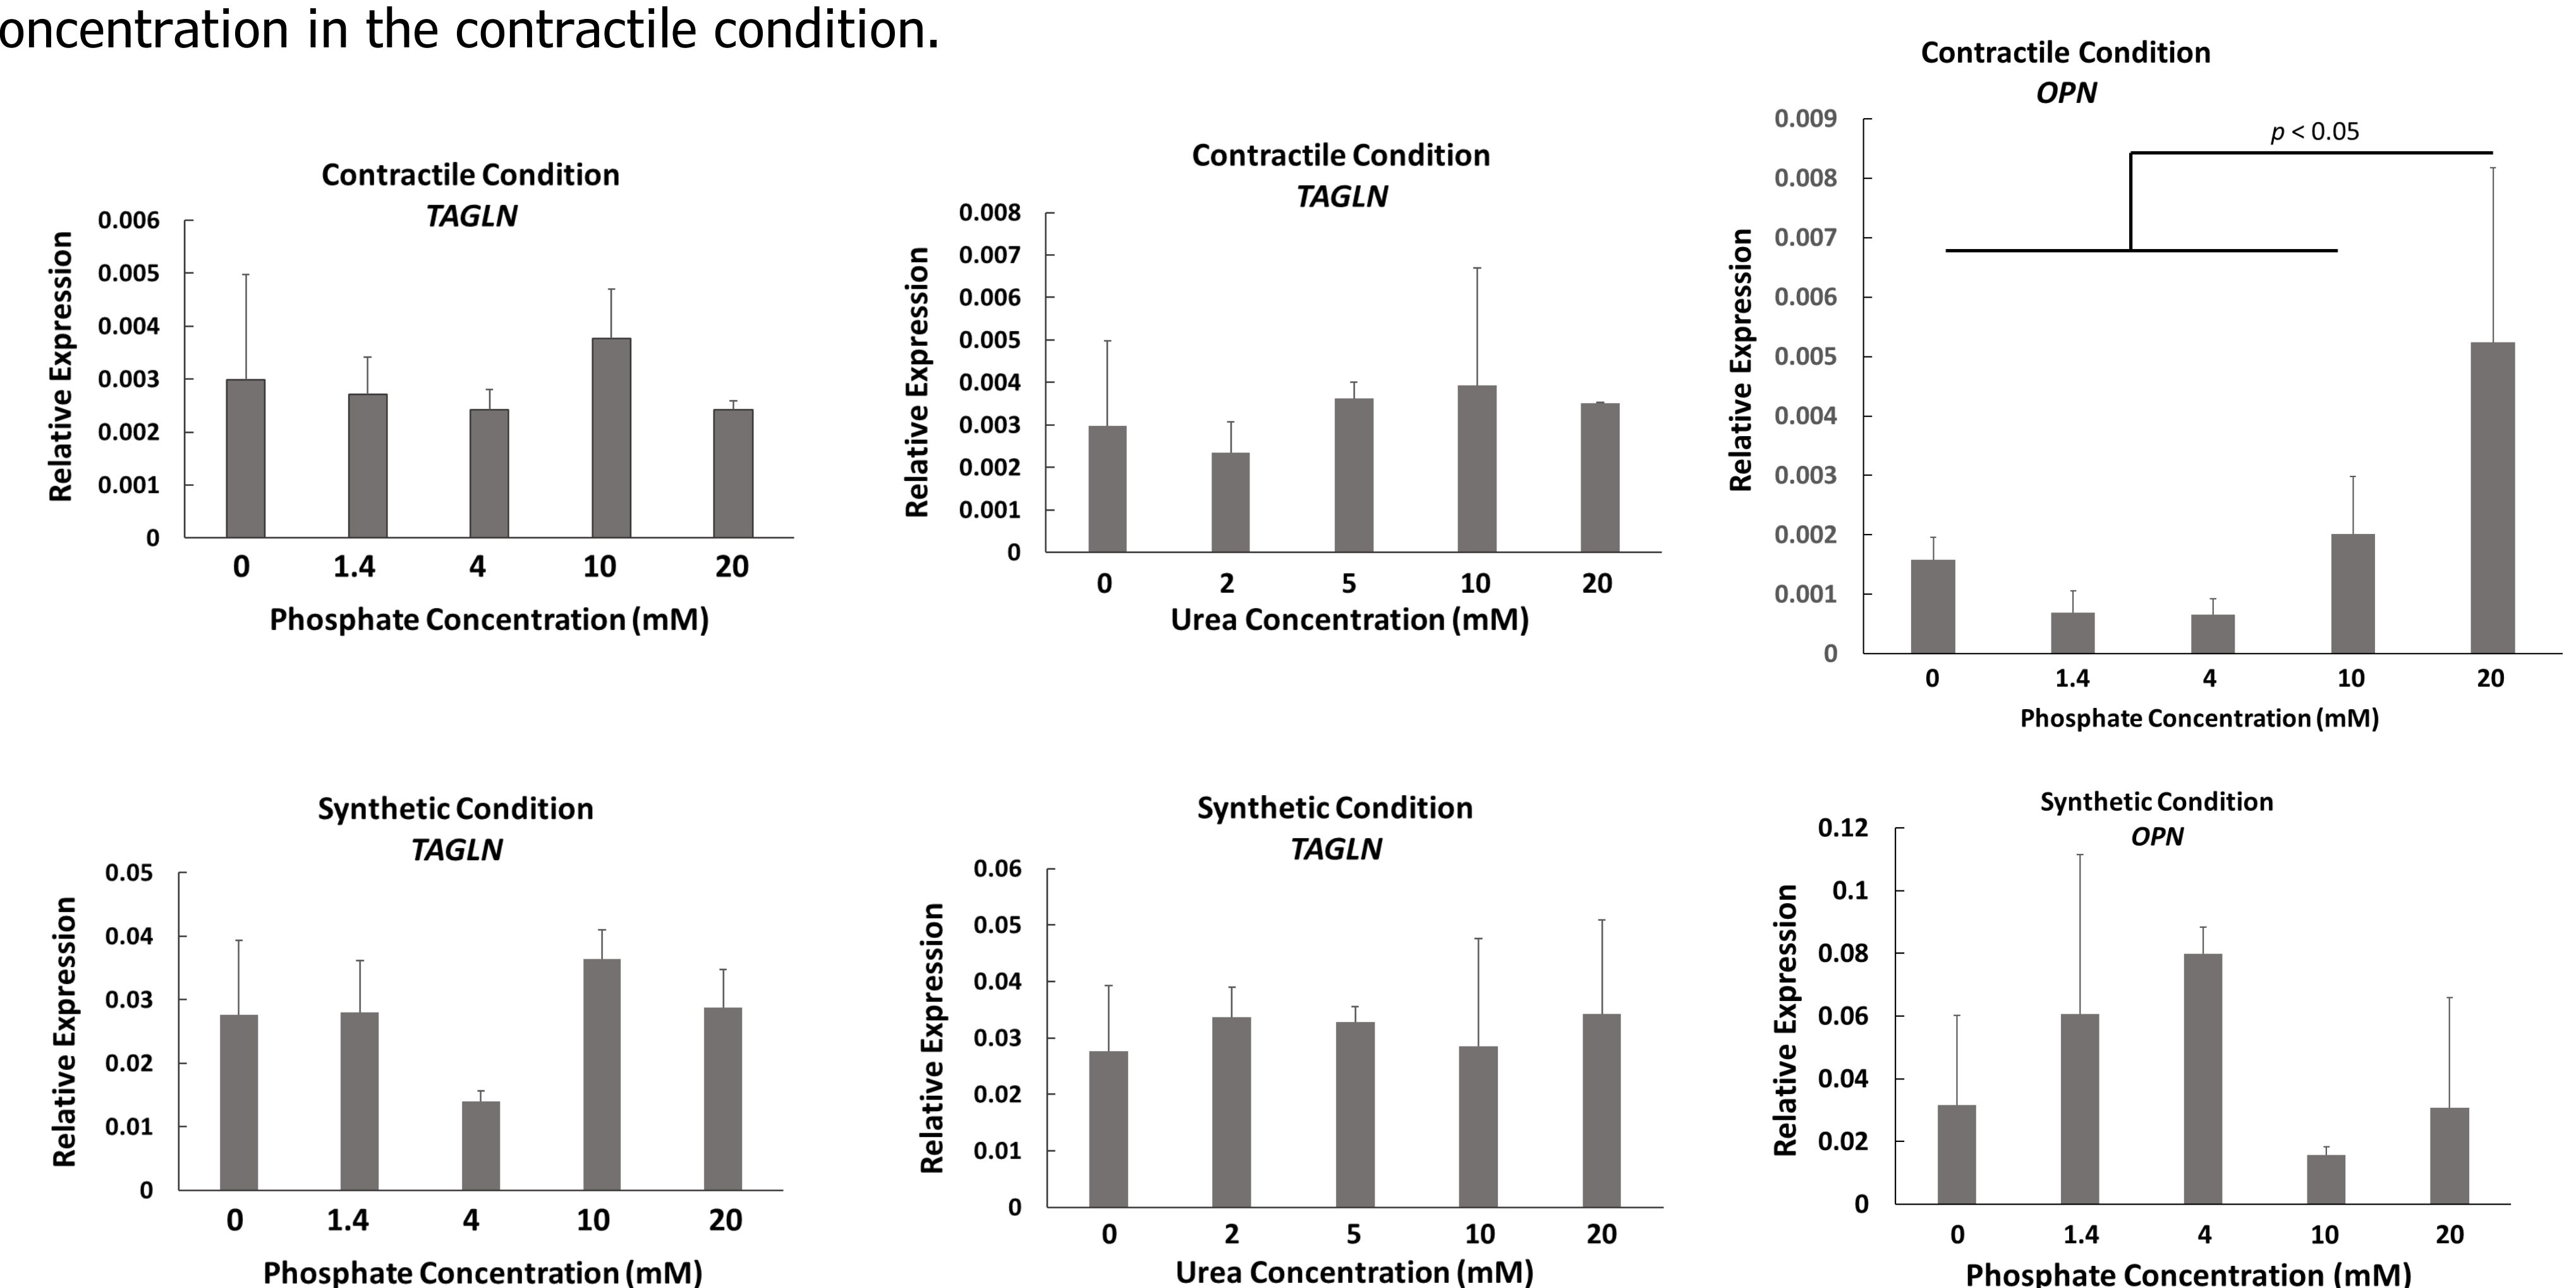 oncentration in the contractile condition.
Contractile Condition
TAGLN
Relative Expression
0.006
0.005
0.004
0.003
0.002
0.001
0
0 1.4 4 10 20
Phosphate Concentration (mM)
Contractile Condition
TAGLN
Relative Expression
0.008
0.007
0.006
0.005
0.004
0.003
0.002
0.001
0
0 2 5 10 20
Urea Concentration (mM)
Contractile Condition
OPN
p < 0.05
Relative Expression
0.009
0.008
0.007
0.006
0.005
0.004
0.003
0.002
0.001
0
0 1.4 4 10 20
Phosphate Concentration (mM)
Synthetic Condition
TAGLN
Relative Expression
0.05
0.04
0.03
0.02
0.01
0
0 1.4 4 10 20
Phosphate Concentration (mM)
Synthetic Condition
TAGLN
Relative Expression
0.06
0.05
0.04
0.03
0.02
0.01
0
0 2 5 10 20
Urea Concentration (mM)
Synthetic Condition
OPN
Relative Expression
0.12
0.1
0.08
0.06
0.04
0.02
0
0 1.4 4 10 20
Phosphate Concentration (mM)